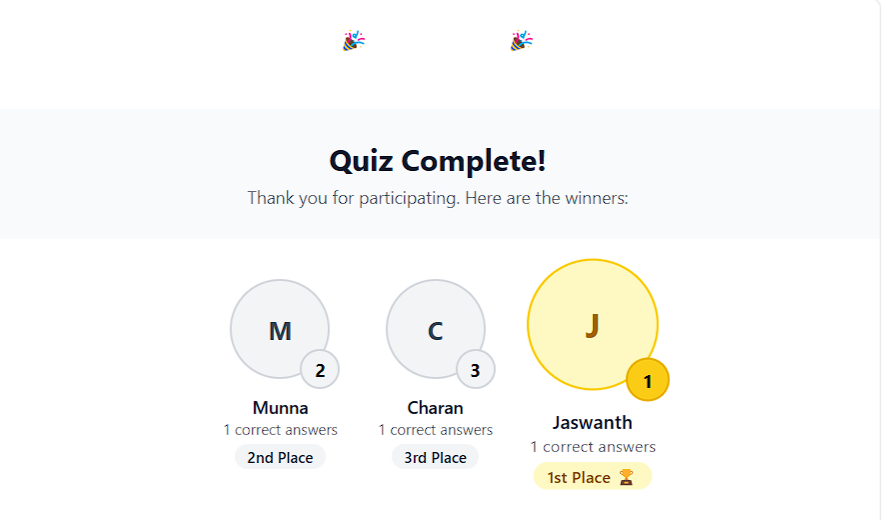 Quiz Complete!
Thank you for participating. Here are the winners:
M
2
Munna
1 correct answers
2nd Place
C
3
Charan
1 correct answers
3rd Place
J
1
Jaswanth
1 correct answers
1st Place 🏆